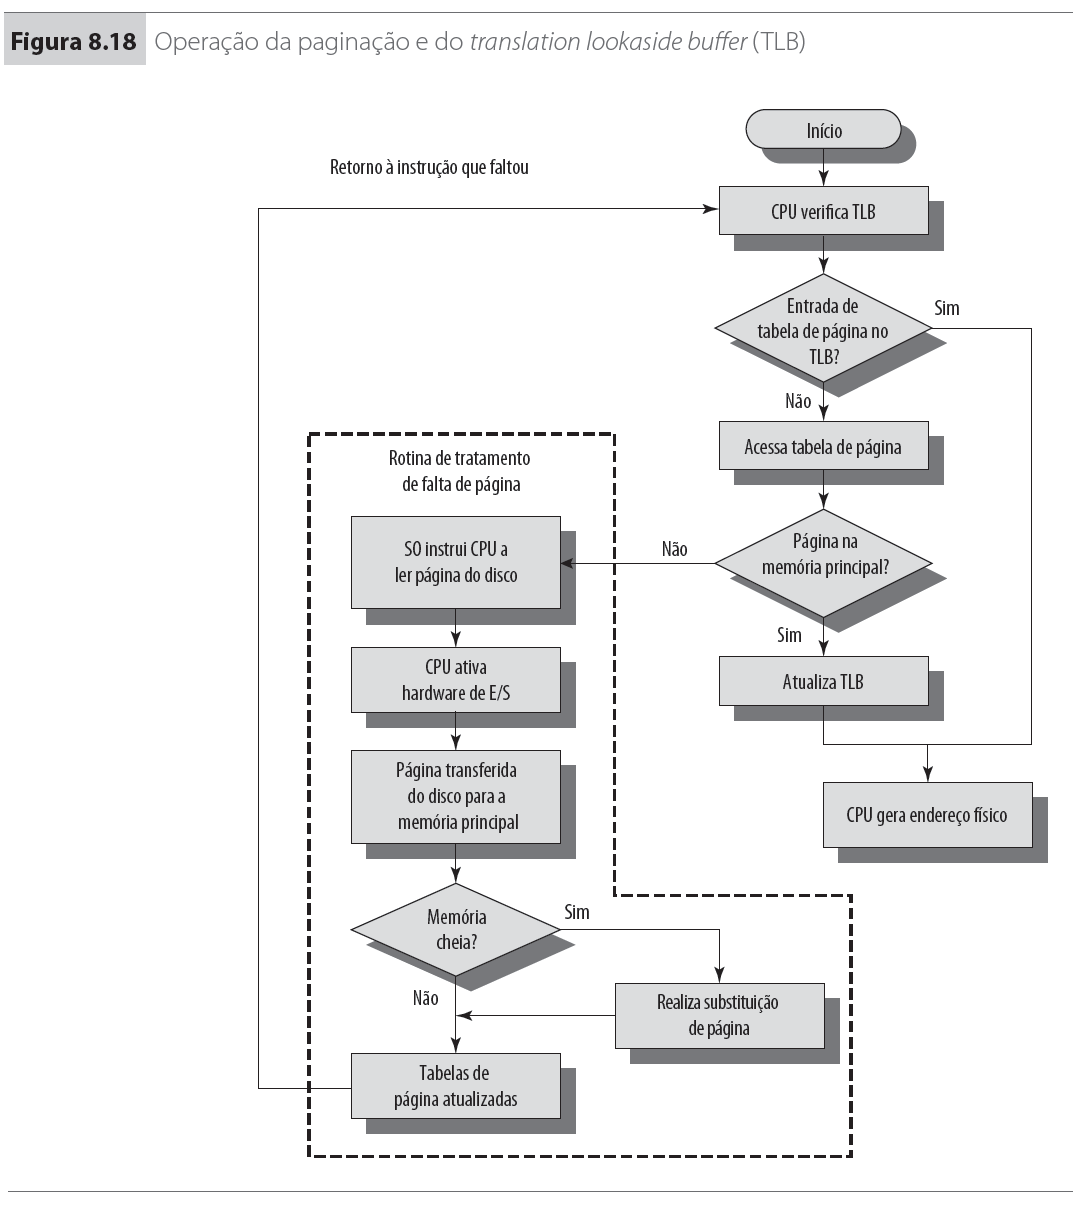 Figura 8.18 Operação da paginação e do translation lookaside buffer (TLB)
Início
Retorno à instrução que faltou
CPU verifica TLB
Entrada de
tabela de página no
TLB?
Sim
Não
Acessa tabela de página
Rotina de tratamento
de falta de página
Página na
memória principal?
Não
SO instrui CPU a
ler página do disco
Sim
CPU ativa
hardware de E/S
Atualiza TLB
Página transferida
do disco para a
memória principal
CPU gera endereço físico
Memória
cheia?
Sim
Não
Realiza substituição
de página
Tabelas de
página atualizadas